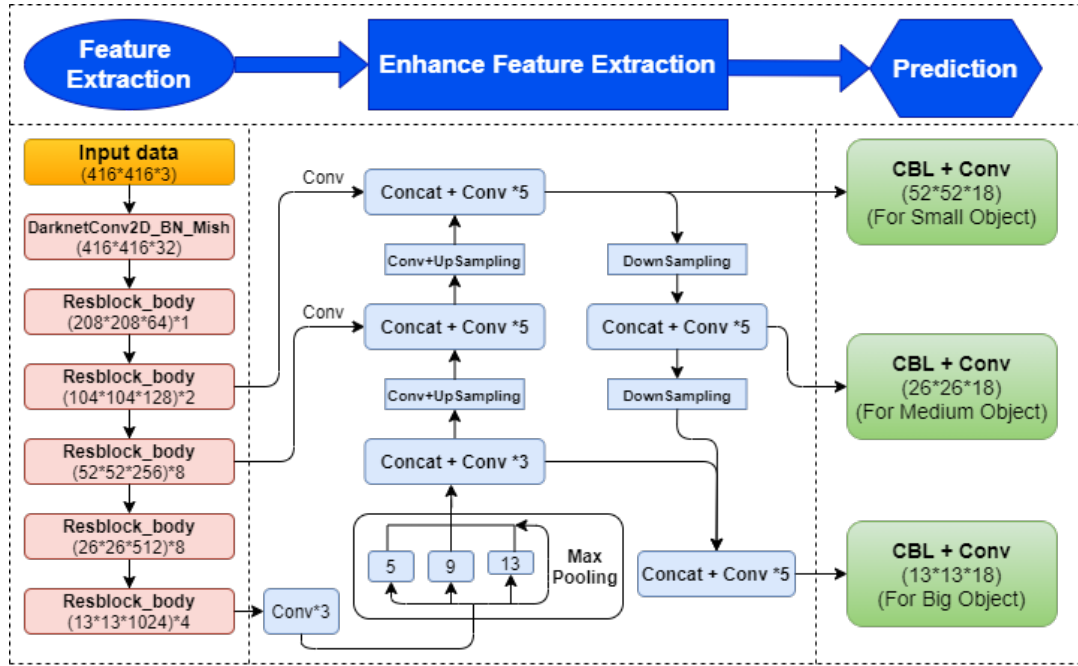 Feature
Extraction
Enhance Feature Extraction
Prediction
Input data
(416*416*3)
DarknetConv2D_BN_Mish
(416*416*32)
Resblock_body
(208*208*64)*1
Resblock_body
(104*104*128)*2
Resblock_body
(52*52*256)*8
Resblock_body
(26*26*512)*8
Resblock_body
(13*13*1024)*4
Conv
Concat + Conv *5
Conv+UpSampling
Conv
Concat + Conv *5
Conv+UpSampling
Concat + Conv *3
5
9
13
Max
Pooling
Conv*3
DownSampling
Concat + Conv *5
DownSampling
Concat + Conv *5
CBL + Conv
(52*52*18)
(For Small Object)
CBL + Conv
(26*26*18)
(For Medium Object)
CBL + Conv
(13*13*18)
(For Big Object)